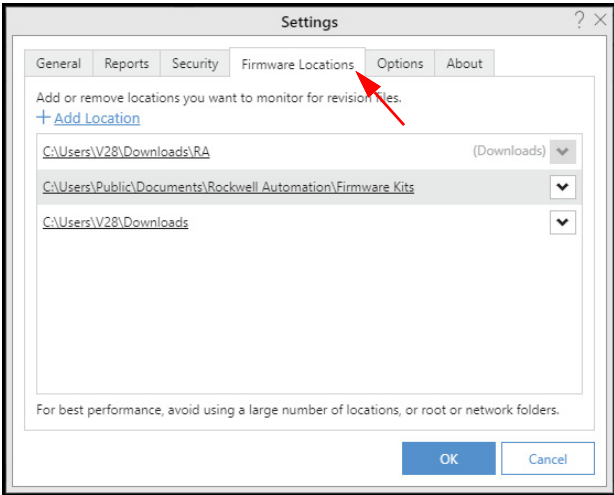 Settings
General Reports Security Firmware Locations Options About
Add or remove locations you want to monitor for revision files.
Add Location
C:\Users\V28\Downloads\RA (Downloads)
C:\Users\Public\Documents\Rockwell Automation\Firmware Kits
C:\Users\V28\Downloads
For best performance, avoid using a large number of locations, or root or network folders.
OK Cancel